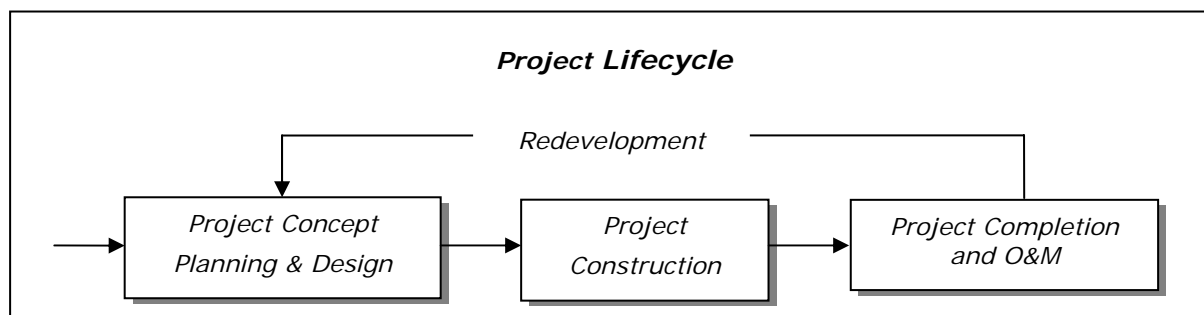 Project Lifecycle
Redevelopment
Project Concept
Planning & Design
Project
Construction
Project Completion
and O&M